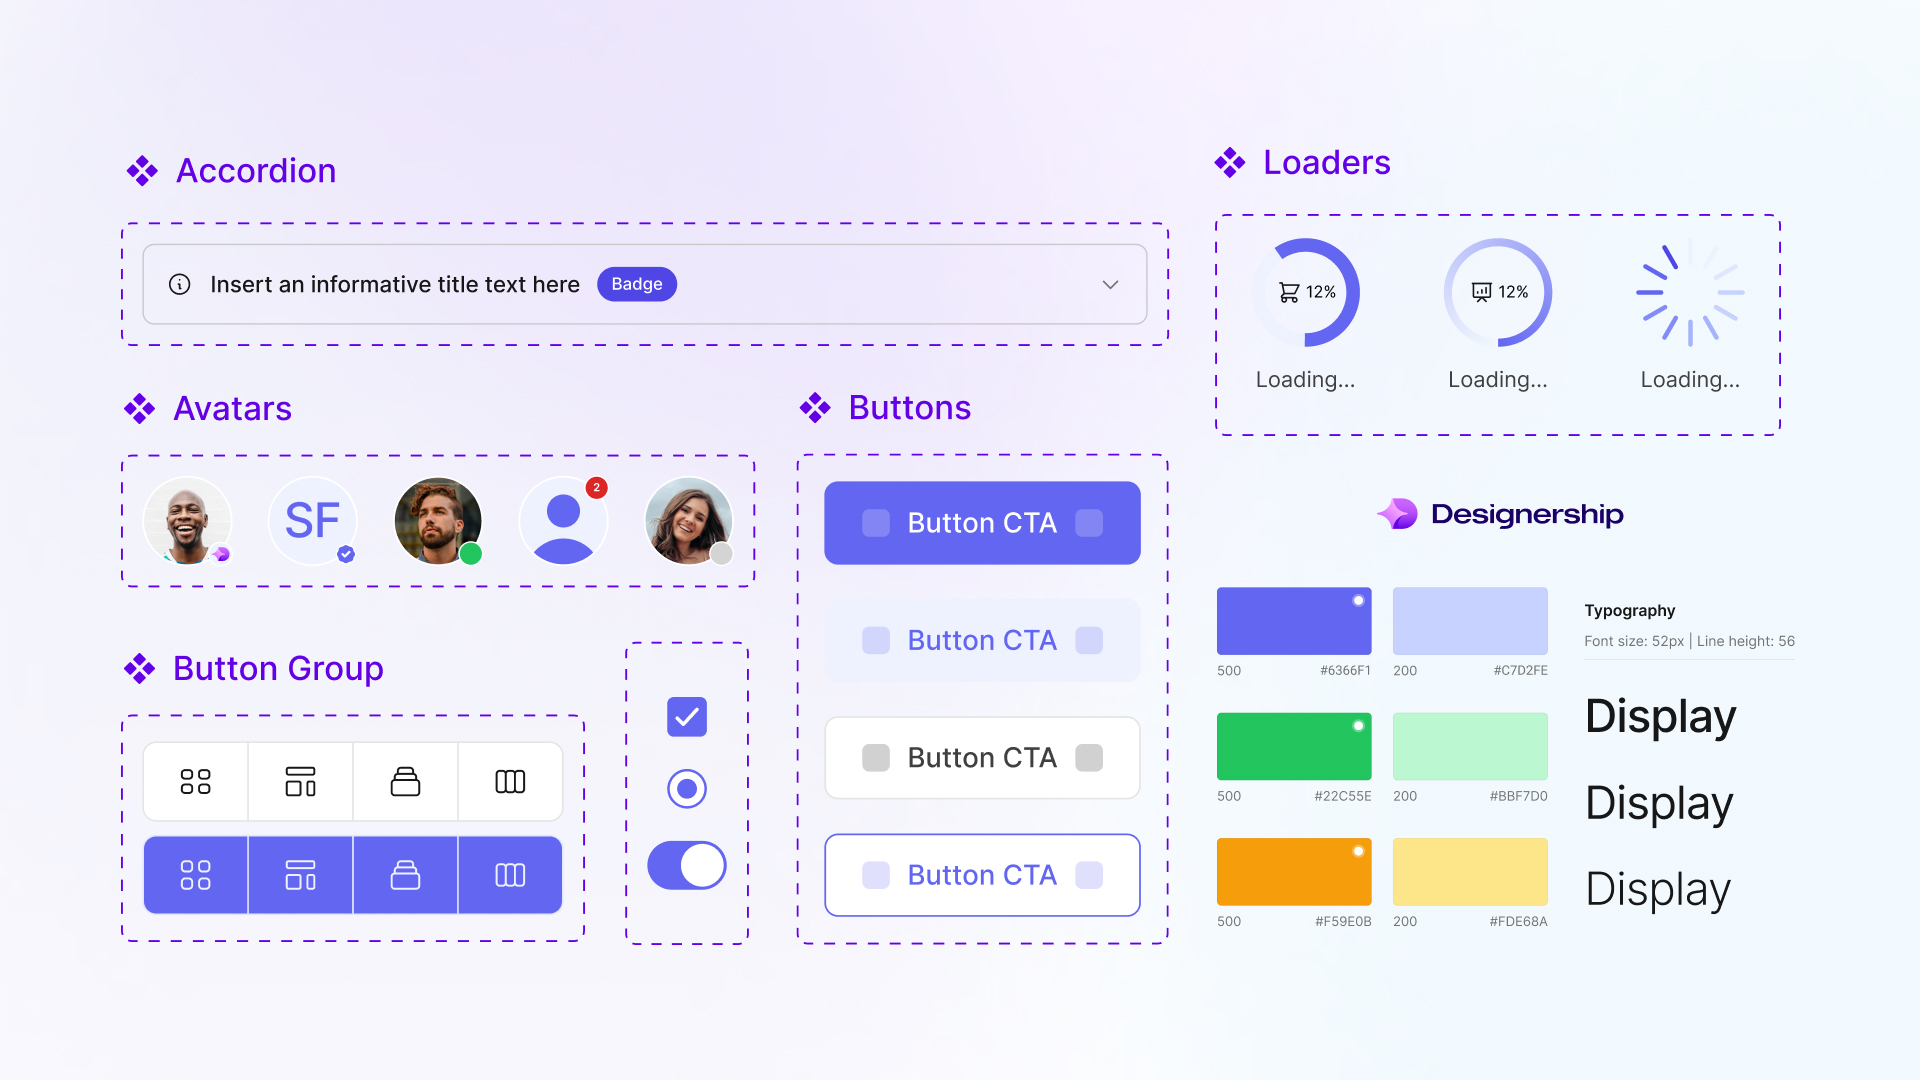 Accordion
Insert an informative title text here
Badge
Avatars
SF
2
Button Group
Buttons
Button CTA
Button CTA
Button CTA
Button CTA
Loaders
12%
12%
Loading...
Loading...
Loading...
Designership
500 #6366F1
200 #C7D2FE
500 #22C55E
200 #BBF7D0
500 #F59E0B
200 #FDE68A
Typography
Font size: 52px | Line height: 56
Display
Display
Display